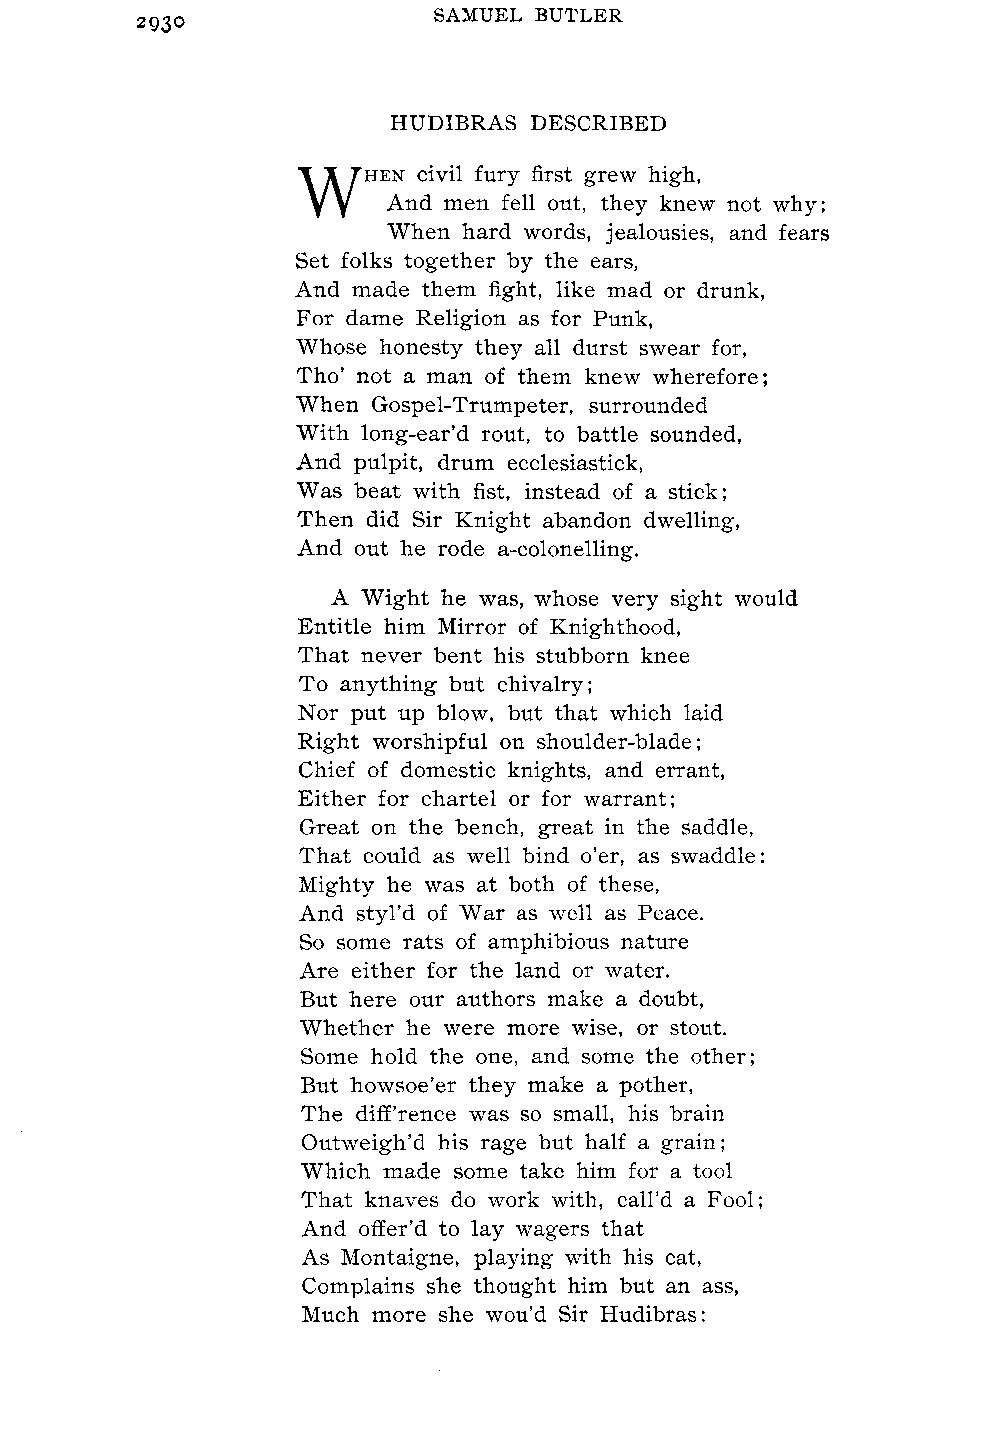 2930
SAMUEL BUTLER
HUDIBRAS DESCRIBED
WHEN civil fury first grew high,
And men fell out, they knew not why;
When hard words, jealousies, and fears
Set folks together by the ears,
And made them fight, like mad or drunk,
For dame Religion as for Punk,
Whose honesty they all durst swear for,
Tho' not a man of them knew wherefore;
When Gospel-Trumpeter, surrounded
With long-ear'd rout, to battle sounded,
And pulpit, drum ecclesiastick,
Was beat with fist, instead of a stick;
Then did Sir Knight abandon dwelling,
And out he rode a-colonelling.
A Wight he was, whose very sight would
Entitle him Mirror of Knighthood,
That never bent his stubborn knee
To anything but chivalry;
Nor put up blow, but that which laid
Right worshipful on shoulder-blade;
Chief of domestic knights, and errant,
Either for chartel or for warrant;
Great on the bench, great in the saddle,
That could as well bind o'er, as swaddle:
Mighty he was at both of these,
And styl'd of War as well as Peace.
So some rats of amphibious nature
Are either for the land or water.
But here our authors make a doubt,
Whether he were more wise, or stout.
Some hold the one, and some the other;
But howsoe'er they make a pother,
The diff'rence was so small, his brain
Outweigh'd his rage but half a grain;
Which made some take him for a tool
That knaves do work with, call'd a Fool;
And offer'd to lay wagers that
As Montaigne, playing with his cat,
Complains she thought him but an ass,
Much more she wou'd Sir Hudibras: